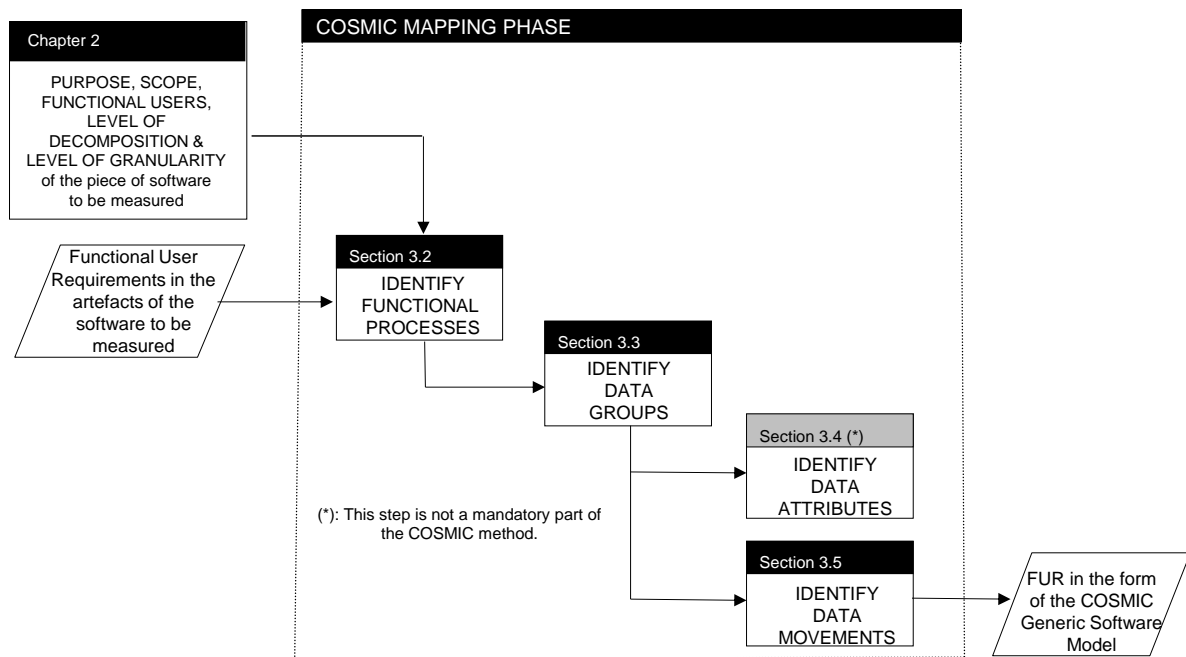 COSMIC MAPPING PHASE
Chapter 2
PURPOSE, SCOPE,
FUNCTIONAL USERS,
LEVEL OF
DECOMPOSITION &
LEVEL OF GRANULARITY
of the piece of software
to be measured
Functional User
Requirements in the
artefacts of the
software to be
measured
Section 3.2
IDENTIFY
FUNCTIONAL
PROCESSES
Section 3.3
IDENTIFY
DATA
GROUPS
Section 3.4 (*)
IDENTIFY
DATA
ATTRIBUTES
(*): This step is not a mandatory part of
the COSMIC method.
Section 3.5
IDENTIFY
DATA
MOVEMENTS
FUR in the form
of the COSMIC
Generic Software
Model